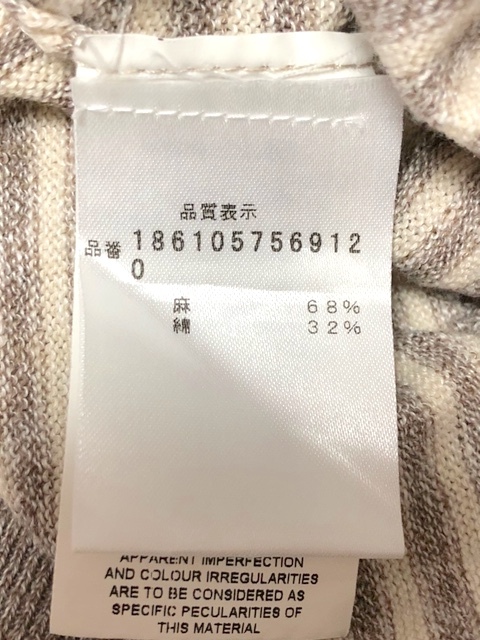 品質表示
品番 186105756912
0
麻 68%
綿 32%
APPARENT IMPERFECTION
AND COLOUR IRREGULARITIES
ARE TO BE CONSIDERED AS
SPECIFIC PECULARITIES OF
THIS MATERIAL